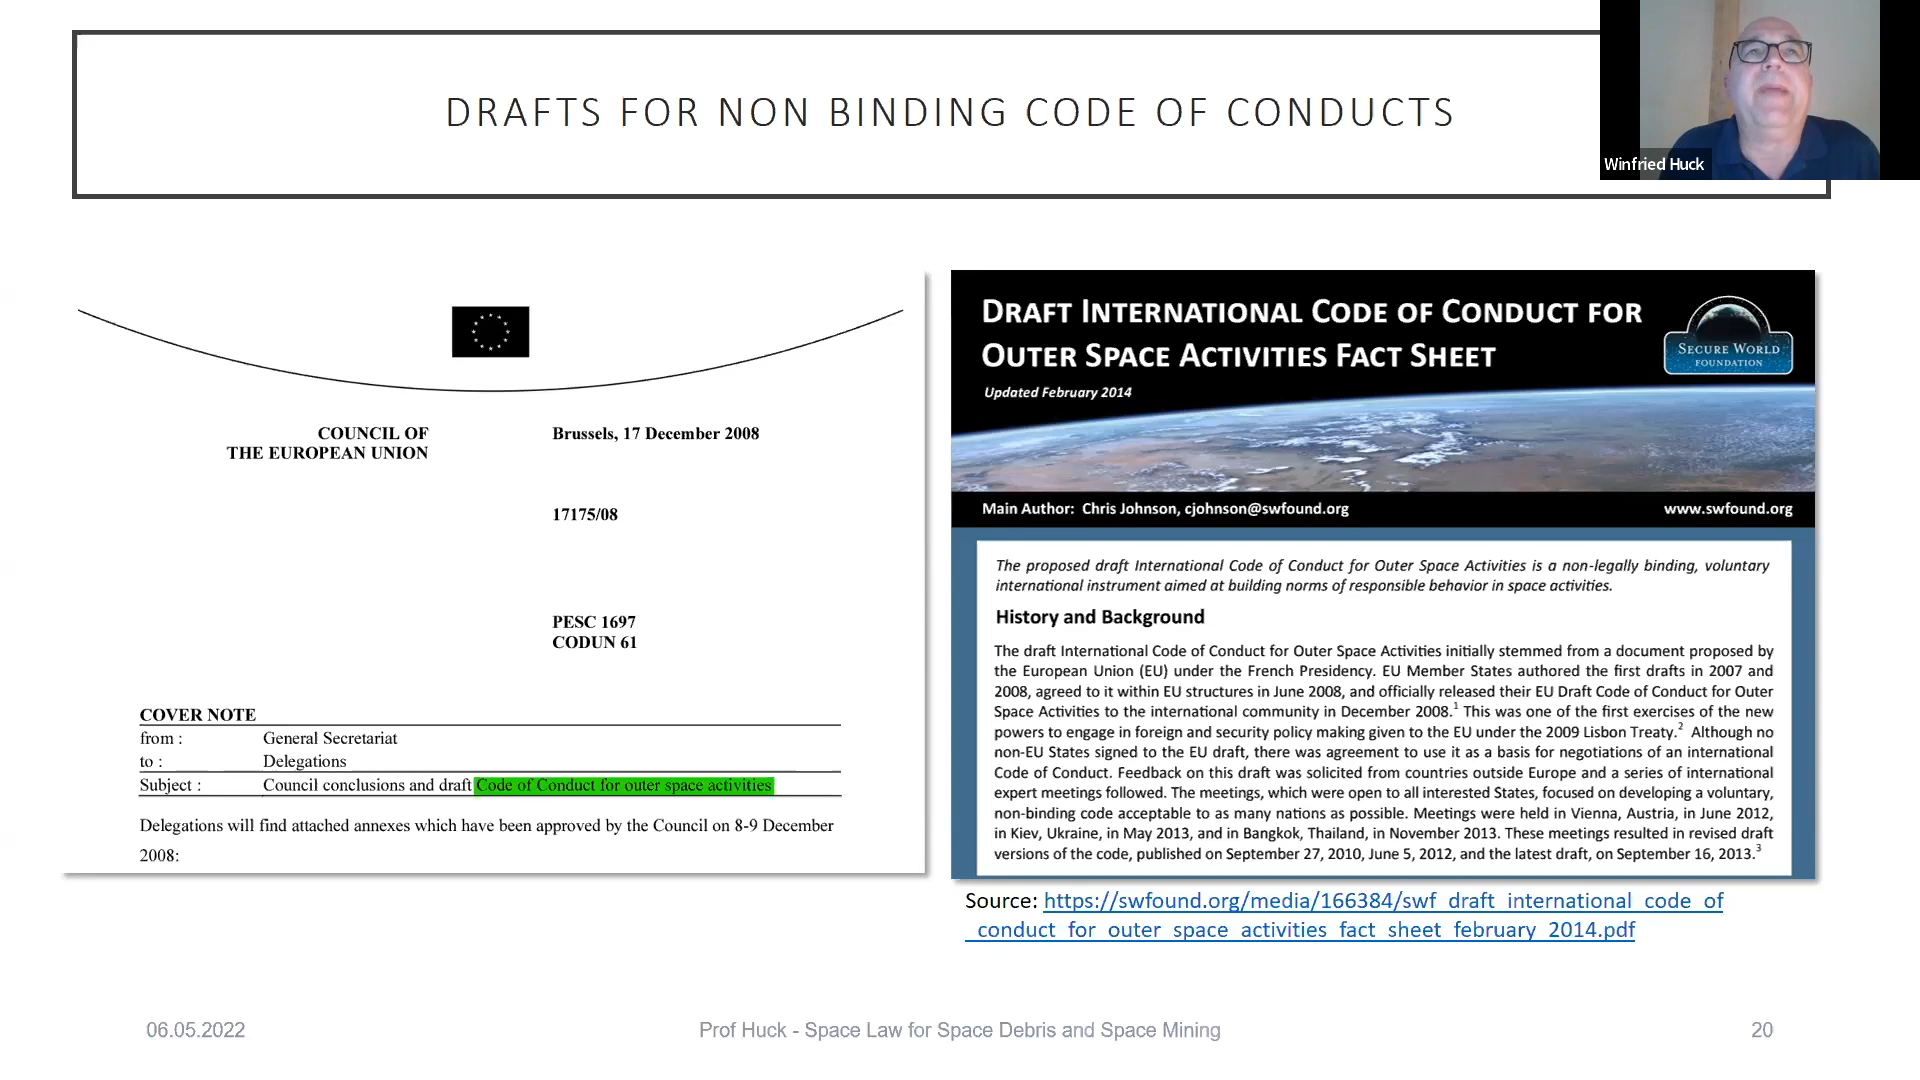 DRAFTS FOR NON BINDING CODE OF CONDUCTS
Winfried Huck
COUNCIL OF
THE EUROPEAN UNION
Brussels, 17 December 2008
17175/08
PESC 1697
CODUN 61
COVER NOTE
from : General Secretariat
to : Delegations
Subject : Council conclusions and draft Code of Conduct for outer space activities
Delegations will find attached annexes which have been approved by the Council on 8-9 December
2008:
DRAFT INTERNATIONAL CODE OF CONDUCT FOR
OUTER SPACE ACTIVITIES FACT SHEET
SECURE WORLD
FOUNDATION
Updated February 2014
Main Author: Chris Johnson, cjohnson@swfound.org
www.swfound.org
The proposed draft International Code of Conduct for Outer Space Activities is a non-legally binding, voluntary
international instrument aimed at building norms of responsible behavior in space activities.
History and Background
The draft International Code of Conduct for Outer Space Activities initially stemmed from a document proposed by
the European Union (EU) under the French Presidency. EU Member States authored the first drafts in 2007 and
2008, agreed to it within EU structures in June 2008, and officially released their EU Draft Code of Conduct for Outer
Space Activities to the international community in December 2008.1 This was one of the first exercises of the new
powers to engage in foreign and security policy making given to the EU under the 2009 Lisbon Treaty.2 Although no
non-EU States signed to the EU draft, there was agreement to use it as a basis for negotiations of an international
Code of Conduct. Feedback on this draft was solicited from countries outside Europe and a series of international
expert meetings followed. The meetings, which were open to all interested States, focused on developing a voluntary,
non-binding code acceptable to as many nations as possible. Meetings were held in Vienna, Austria, in June 2012,
in Kiev, Ukraine, in May 2013, and in Bangkok, Thailand, in November 2013. These meetings resulted in revised draft
versions of the code, published on September 27, 2010, June 5, 2012, and the latest draft, on September 16, 2013.3
Source: https://swfound.org/media/166384/swf_draft_international_code_of
_conduct_for_outer_space_activities_fact_sheet_february_2014.pdf
06.05.2022
Prof Huck - Space Law for Space Debris and Space Mining
20